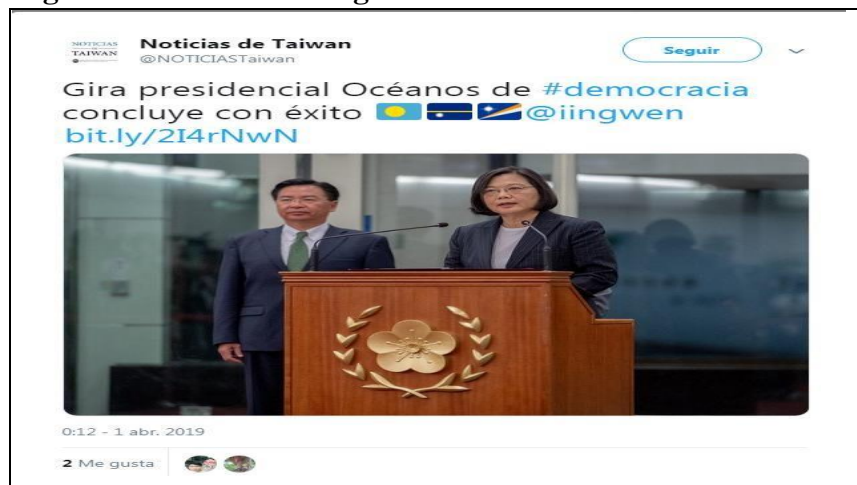 NOTICIAS
TAIWAN
Noticias de Taiwan
@NOTICIASTaiwan
Seguir
Gira presidencial Océanos de #democracia
concluye con éxito 🇵🇼🇳🇷🇲🇭@iingwen
bit.ly/2I4rNwN
0:12 - 1 abr. 2019
2 Me gusta